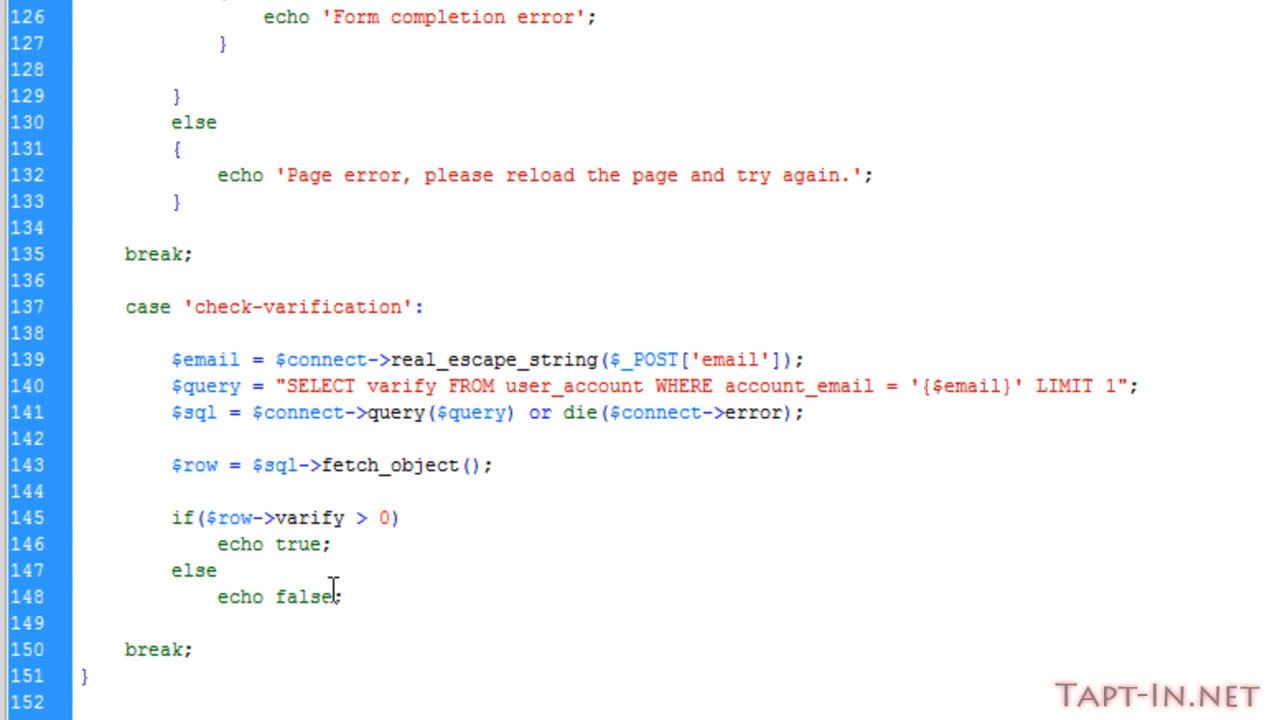 126 echo 'Form completion error';
127 }
128
129 }
130 else
131 {
132 echo 'Page error, please reload the page and try again.';
133 }
134
135 break;
136
137 case 'check-varification':
138
139 $email = $connect->real_escape_string($_POST['email']);
140 $query = "SELECT varify FROM user_account WHERE account_email = '{$email}' LIMIT 1";
141 $sql = $connect->query($query) or die($connect->error);
142
143 $row = $sql->fetch_object();
144
145 if($row->varify > 0)
146 echo true;
147 else
148 echo false;
149
150 break;
151 }
152
TAPT-IN.NET